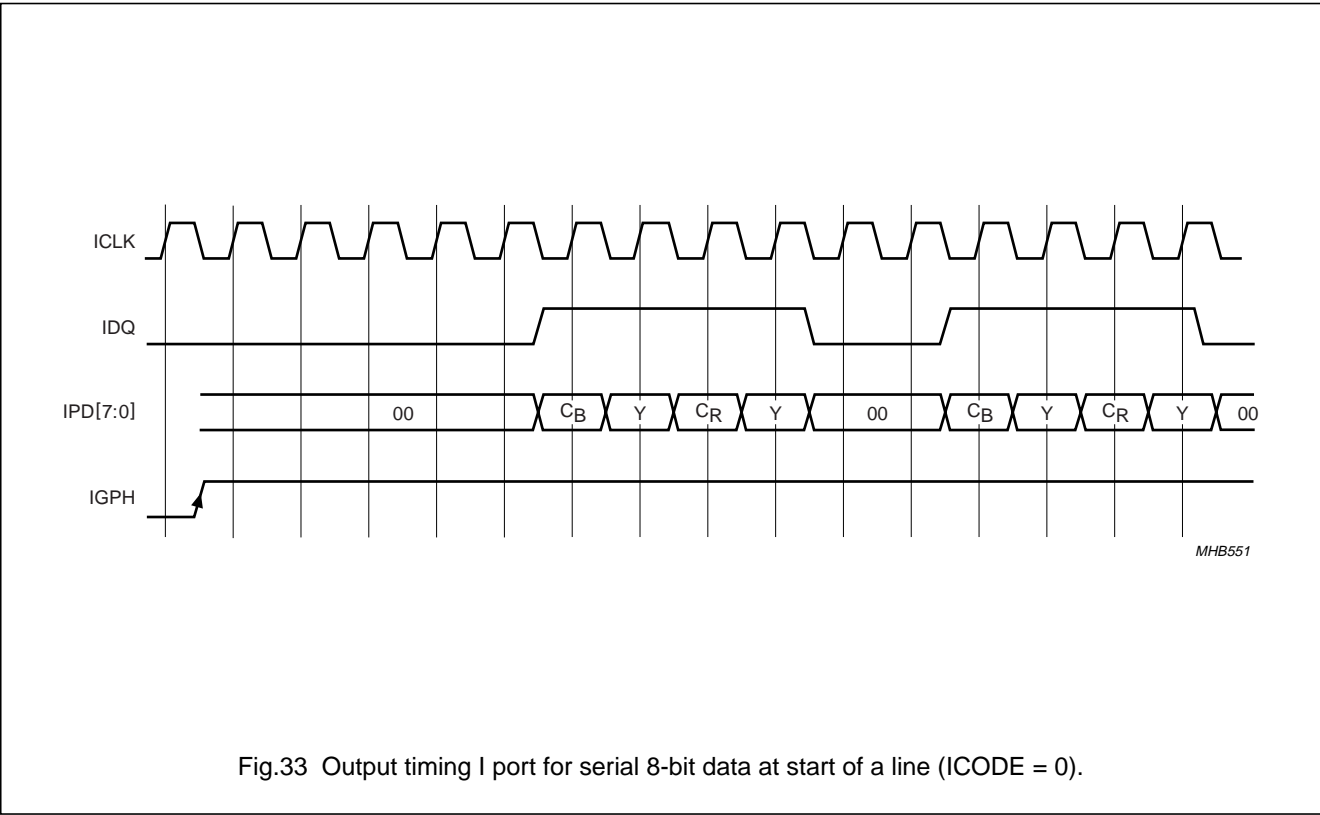 ICLK
IDQ
IPD[7:0] 00 CB Y CR Y 00 CB Y CR Y 00
IGPH
MHB551
Fig.33 Output timing I port for serial 8-bit data at start of a line (ICODE = 0).